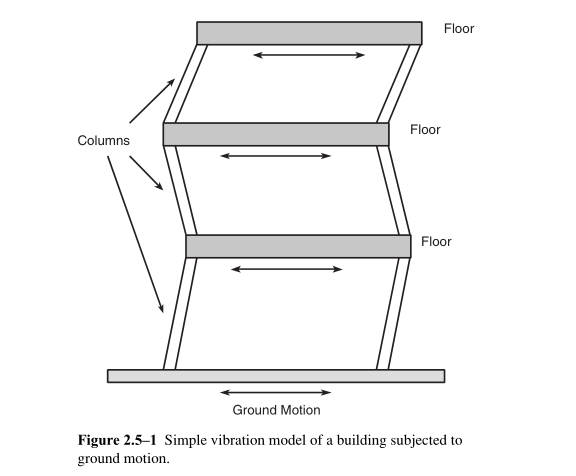 Floor
Floor
Columns
Floor
Ground Motion
Figure 2.5–1 Simple vibration model of a building subjected to
ground motion.